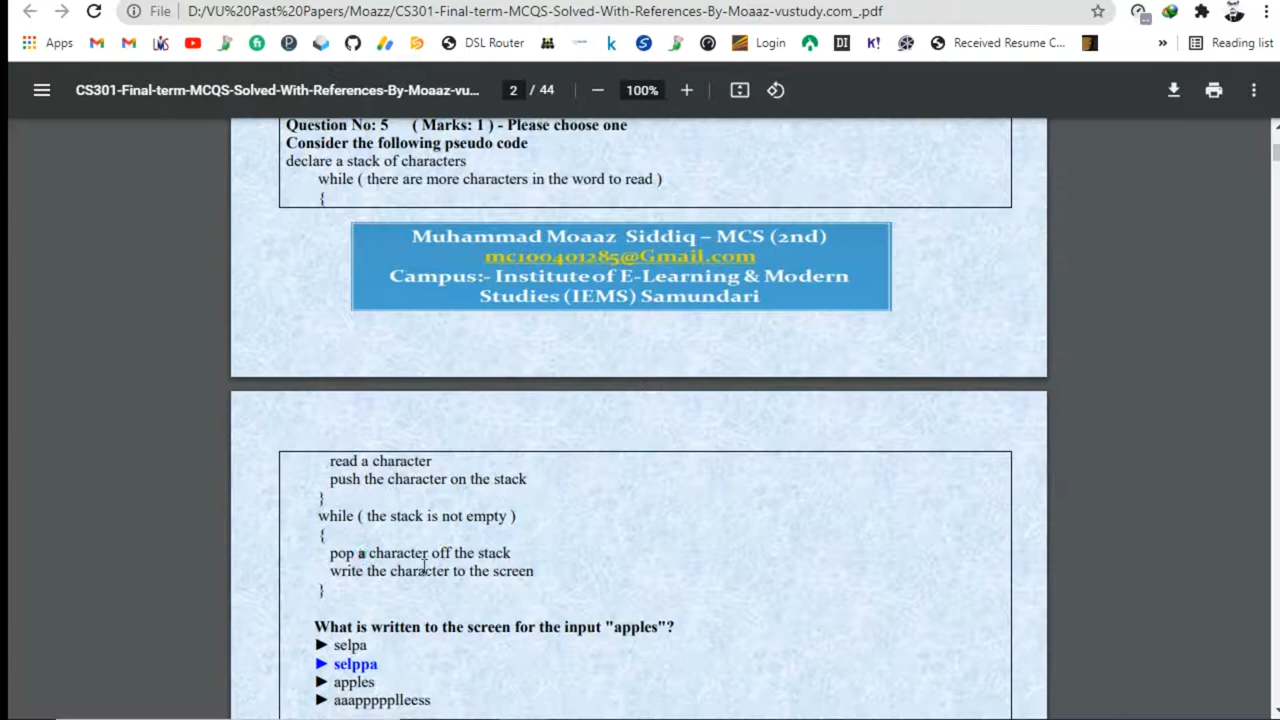 File D:/VU%20Past%20Papers/Moazz/CS301-Final-term-MCQS-Solved-With-References-By-Moaaz-vustudy.com_.pdf
Apps DSL Router Login DI K! Received Resume C... » Reading list
CS301-Final-term-MCQS-Solved-With-References-By-Moaaz-vu... 2 / 44 − 100% +
Question No: 5 ( Marks: 1 ) - Please choose one
Consider the following pseudo code
declare a stack of characters
while ( there are more characters in the word to read )
{
Muhammad Moaaz Siddiq – MCS (2nd)
mc100401285@Gmail.com
Campus:- Institute of E-Learning & Modern
Studies (IEMS) Samundari
read a character
push the character on the stack
}
while ( the stack is not empty )
{
pop a character off the stack
write the character to the screen
}
What is written to the screen for the input "apples"?
► selpa
► selppa
► apples
► aaapppppplleess